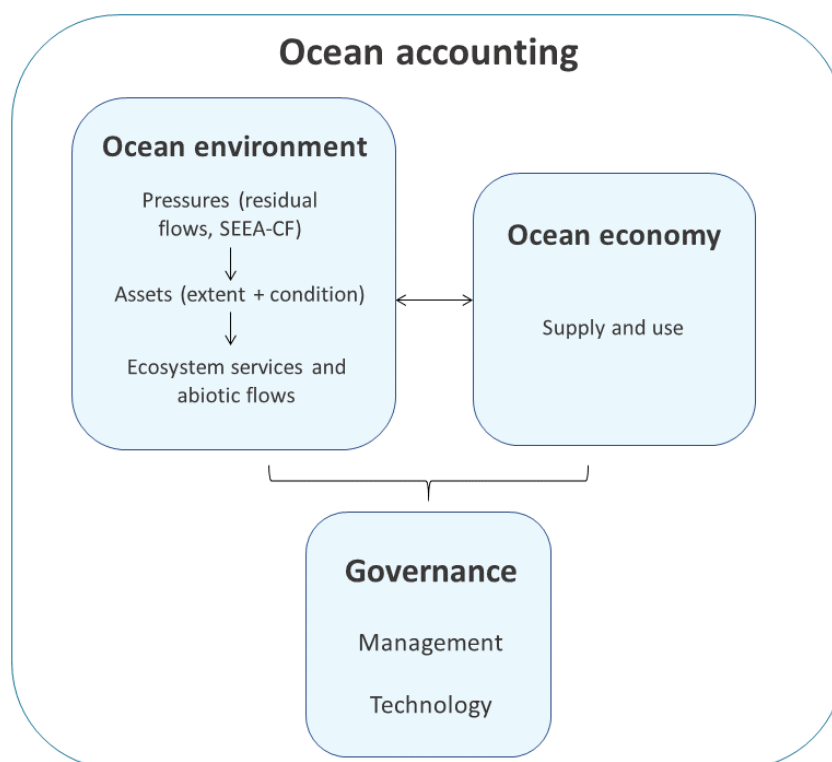 Ocean accounting
Ocean environment
Pressures (residual
flows, SEEA-CF)
Assets (extent + condition)
Ecosystem services and
abiotic flows
Ocean economy
Supply and use
Governance
Management
Technology